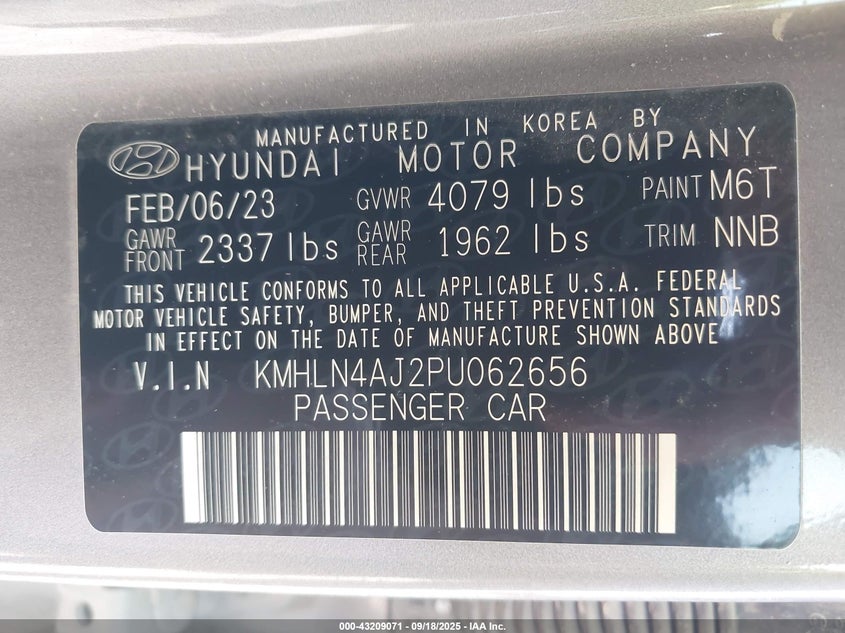 MANUFACTURED IN KOREA BY
HYUNDAI MOTOR COMPANY
FEB/06/23 GVWR 4079 lbs PAINT M6T
GAWR FRONT 2337 lbs GAWR REAR 1962 lbs TRIM NNB
THIS VEHICLE CONFORMS TO ALL APPLICABLE U.S.A. FEDERAL
MOTOR VEHICLE SAFETY, BUMPER, AND THEFT PREVENTION STANDARDS
IN EFFECT ON THE DATE OF MANUFACTURE SHOWN ABOVE
V.I.N KMHLN4AJ2PU062656
PASSENGER CAR
000-43209071 - 09/18/2025 - IAA Inc.